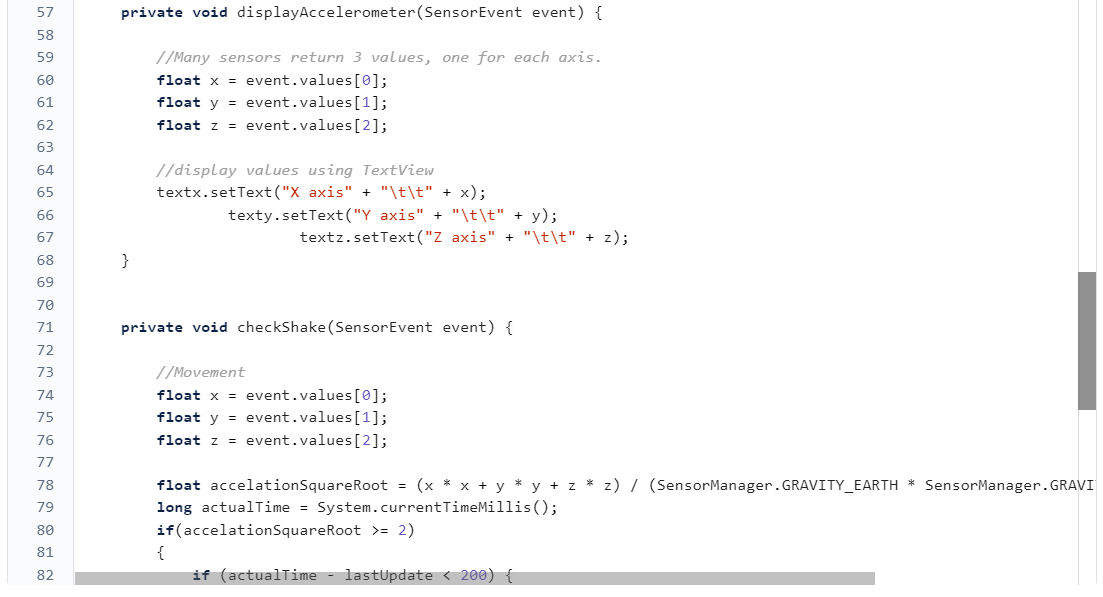 57 private void displayAccelerometer(SensorEvent event) {
58
59 //Many sensors return 3 values, one for each axis.
60 float x = event.values[0];
61 float y = event.values[1];
62 float z = event.values[2];
63
64 //display values using TextView
65 textx.setText("X axis" + "\t\t" + x);
66 texty.setText("Y axis" + "\t\t" + y);
67 textz.setText("Z axis" + "\t\t" + z);
68 }
69
70
71 private void checkShake(SensorEvent event) {
72
73 //Movement
74 float x = event.values[0];
75 float y = event.values[1];
76 float z = event.values[2];
77
78 float accelationSquareRoot = (x * x + y * y + z * z) / (SensorManager.GRAVITY_EARTH * SensorManager.GRAVI
79 long actualTime = System.currentTimeMillis();
80 if(accelationSquareRoot >= 2)
81 {
82 if (actualTime - lastUpdate < 200) {